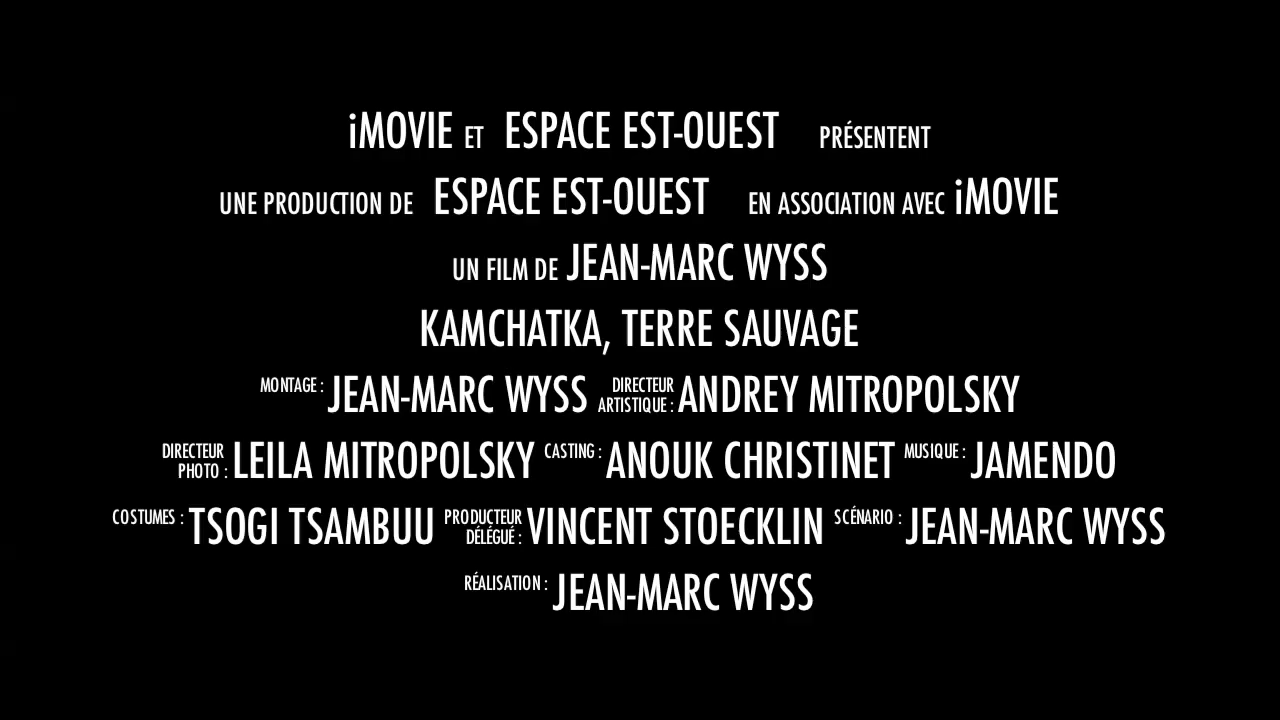 iMOVIE ET ESPACE EST-OUEST PRÉSENTENT
UNE PRODUCTION DE ESPACE EST-OUEST EN ASSOCIATION AVEC iMOVIE
UN FILM DE JEAN-MARC WYSS
KAMCHATKA, TERRE SAUVAGE
MONTAGE : JEAN-MARC WYSS DIRECTEUR ARTISTIQUE : ANDREY MITROPOLSKY
DIRECTEUR PHOTO : LEILA MITROPOLSKY CASTING : ANOUK CHRISTINET MUSIQUE : JAMENDO
COSTUMES : TSOGI TSAMBUU PRODUCTEUR DÉLÉGUÉ : VINCENT STOECKLIN SCÉNARIO : JEAN-MARC WYSS
RÉALISATION : JEAN-MARC WYSS